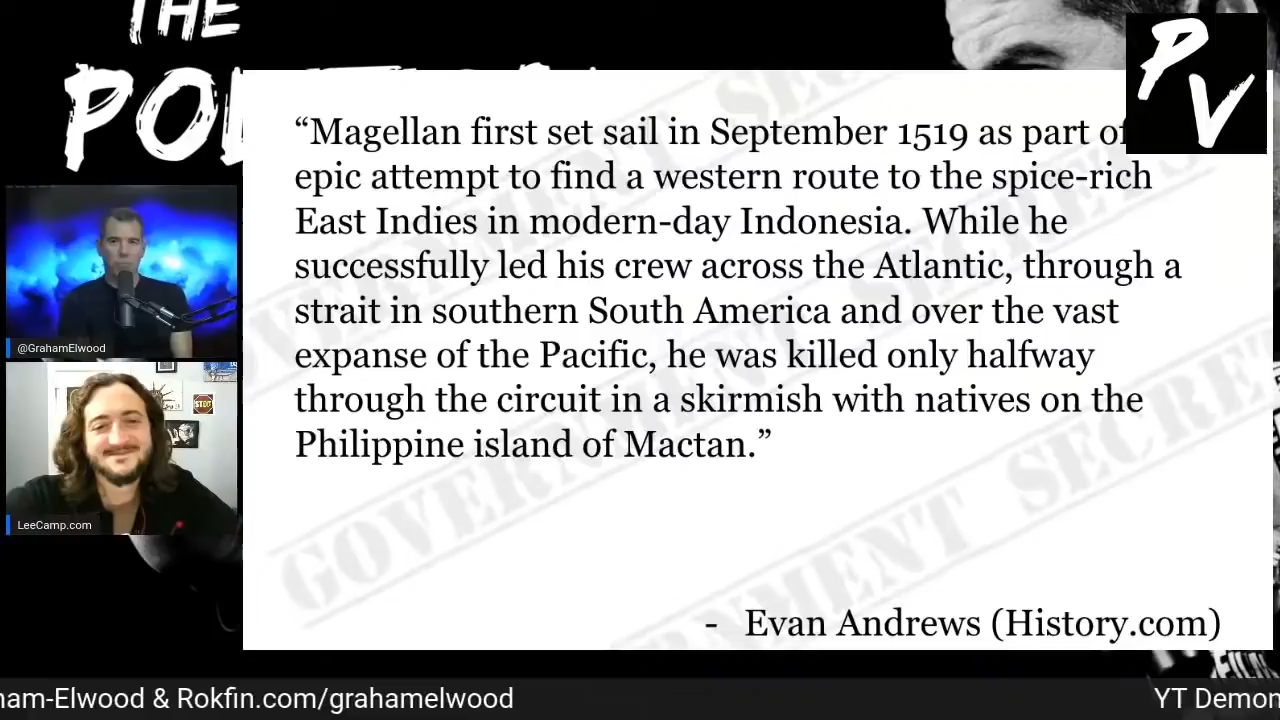 THE
“Magellan first set sail in September 1519 as part of
epic attempt to find a western route to the spice-rich
East Indies in modern-day Indonesia. While he
successfully led his crew across the Atlantic, through a
strait in southern South America and over the vast
expanse of the Pacific, he was killed only halfway
through the circuit in a skirmish with natives on the
Philippine island of Mactan.”
- Evan Andrews (History.com)
PV
@GrahamElwood
LeeCamp.com
STOP
GOVERNMENT SECRE
ham-Elwood & Rokfin.com/grahamelwood
YT Demon